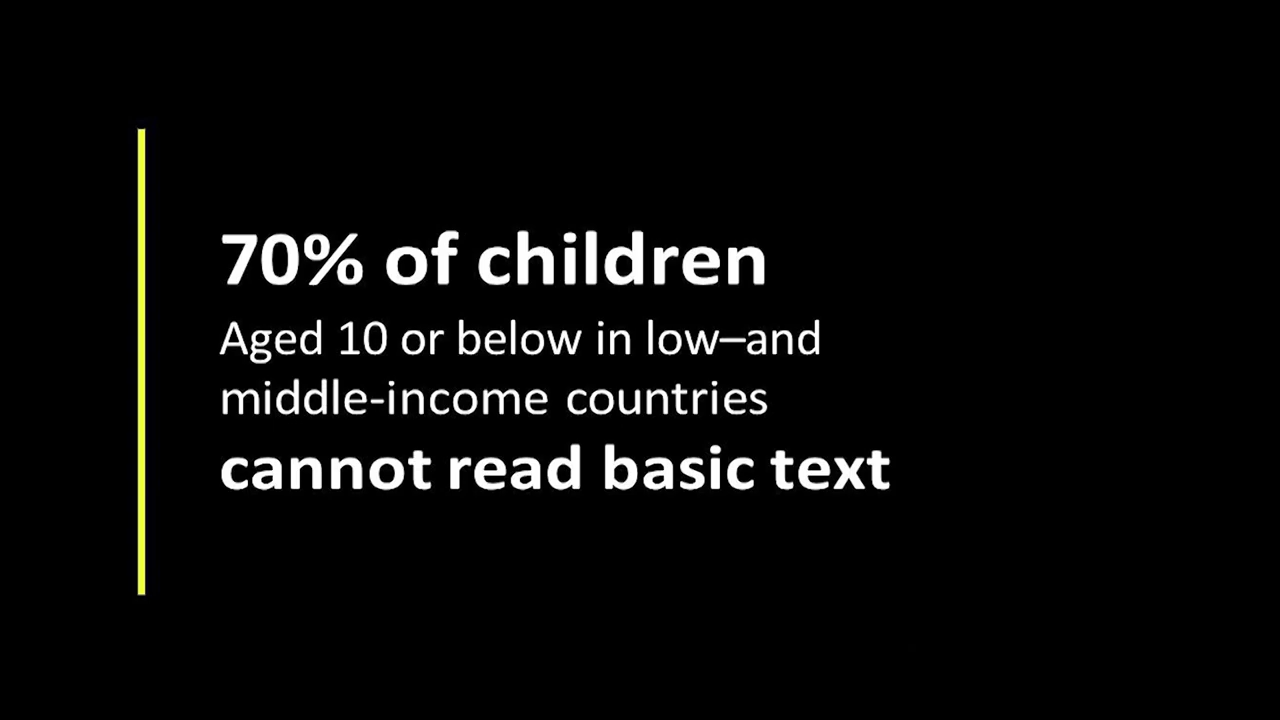 70% of children
Aged 10 or below in low–and
middle-income countries
cannot read basic text